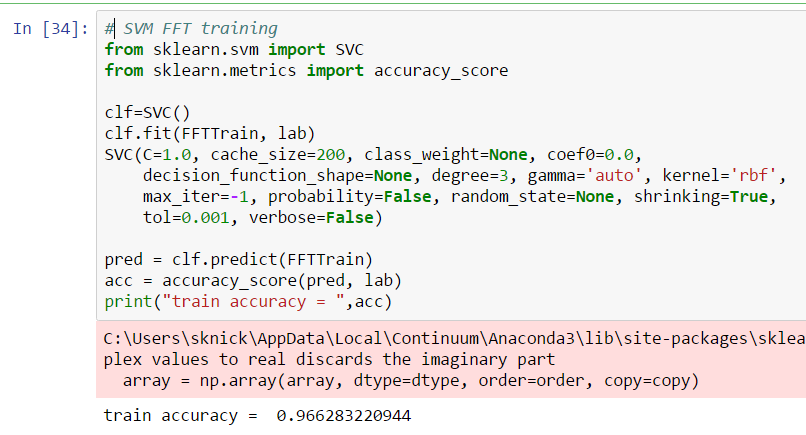 In [34]: # SVM FFT training
from sklearn.svm import SVC
from sklearn.metrics import accuracy_score
clf=SVC()
clf.fit(FFTTrain, lab)
SVC(C=1.0, cache_size=200, class_weight=None, coef0=0.0,
decision_function_shape=None, degree=3, gamma='auto', kernel='rbf',
max_iter=-1, probability=False, random_state=None, shrinking=True,
tol=0.001, verbose=False)
pred = clf.predict(FFTTrain)
acc = accuracy_score(pred, lab)
print("train accuracy = ",acc)
C:\Users\sknick\AppData\Local\Continuum\Anaconda3\lib\site-packages\sklea
plex values to real discards the imaginary part
array = np.array(array, dtype=dtype, order=order, copy=copy)
train accuracy =  0.966283220944